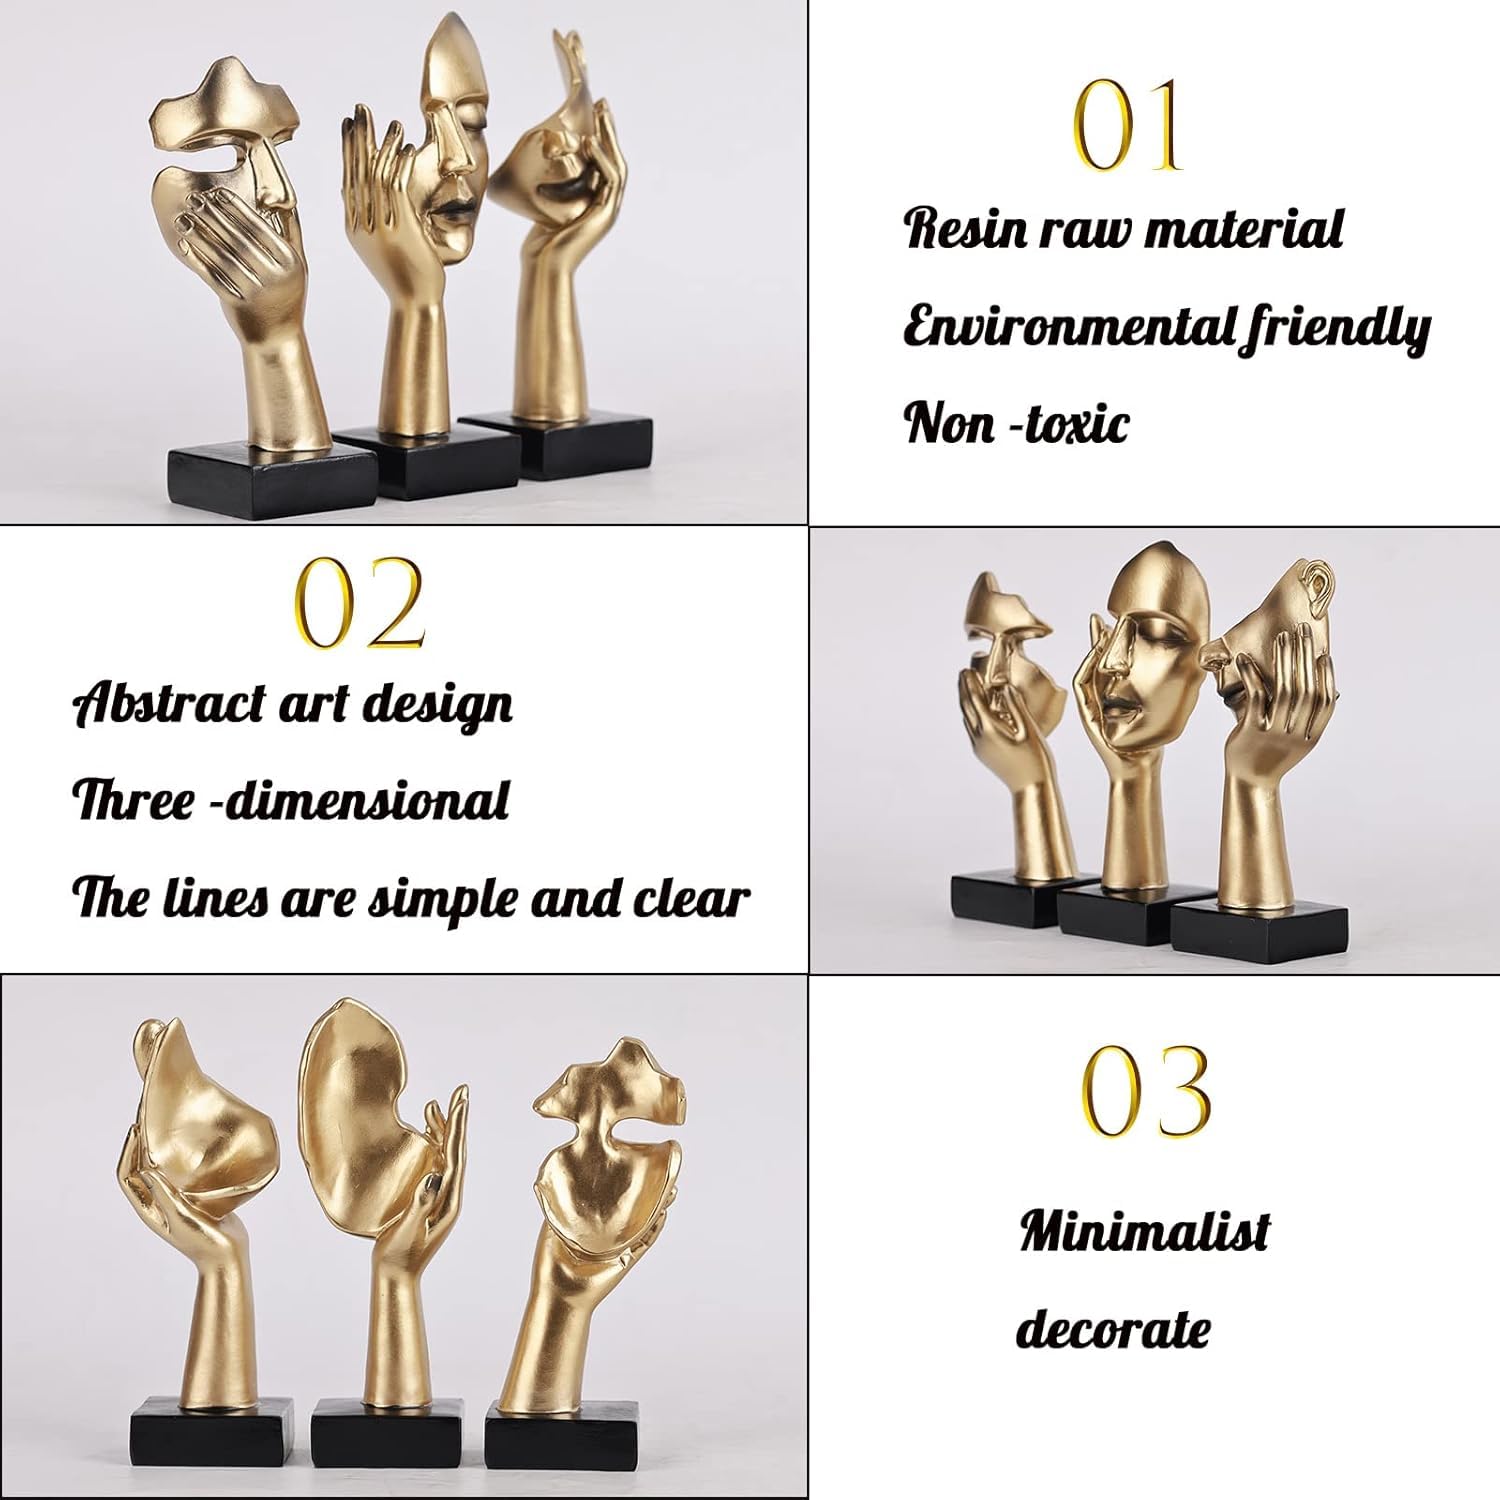 01
Resin raw material
Environmental friendly
Non -toxic
02
Abstract art design
Three -dimensional
The lines are simple and clear
03
Minimalist
decorate